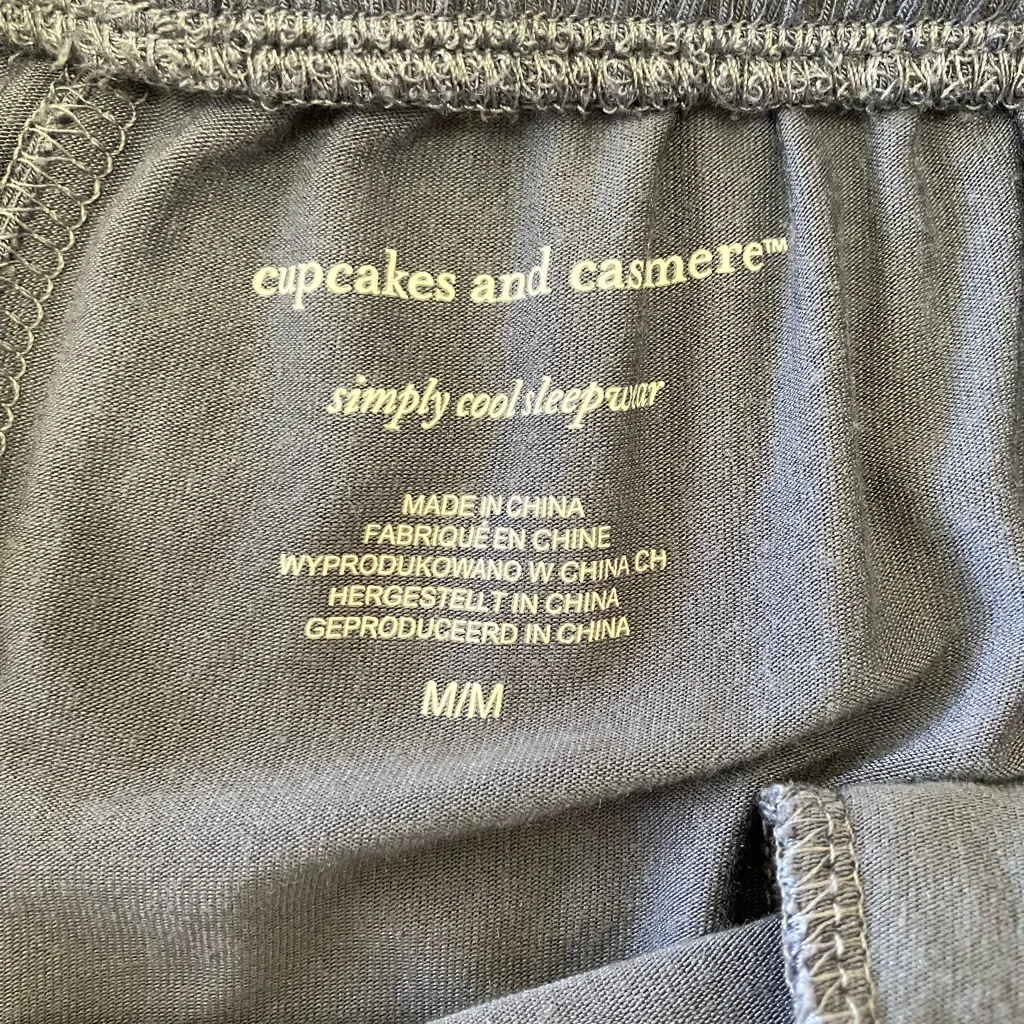 cupcakes and casmere™
simply cool sleepwear
MADE IN CHINA
FABRIQUÉ EN CHINE
WYPRODUKOWANO W CHINA CH
HERGESTELLT IN CHINA
GEPRODUCEERD IN CHINA
M/M